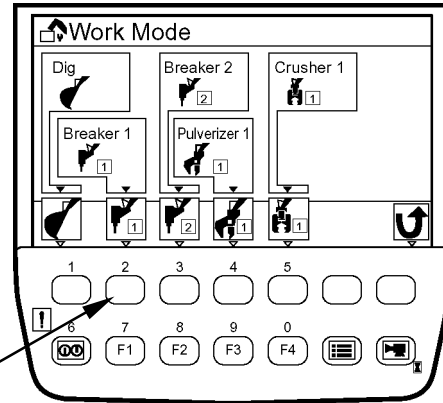 Work Mode
Dig
Breaker 2
2
Crusher 1
1
Breaker 1
1
Pulverizer 1
1
1
2
1
1
1 2 3 4 5
! 6 7 8 9 0
F1 F2 F3 F4